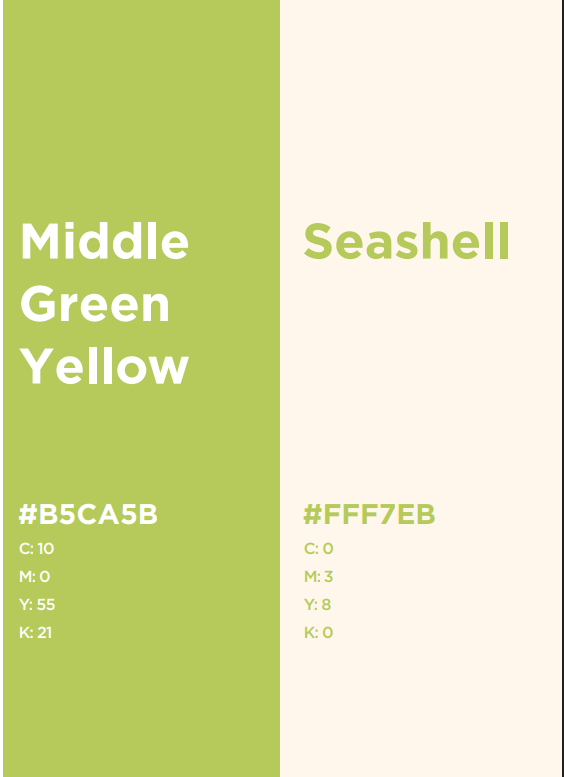 Middle
Green
Yellow
#B5CA5B
C: 10
M: 0
Y: 55
K: 21
Seashell
#FFF7EB
C: 0
M: 3
Y: 8
K: 0